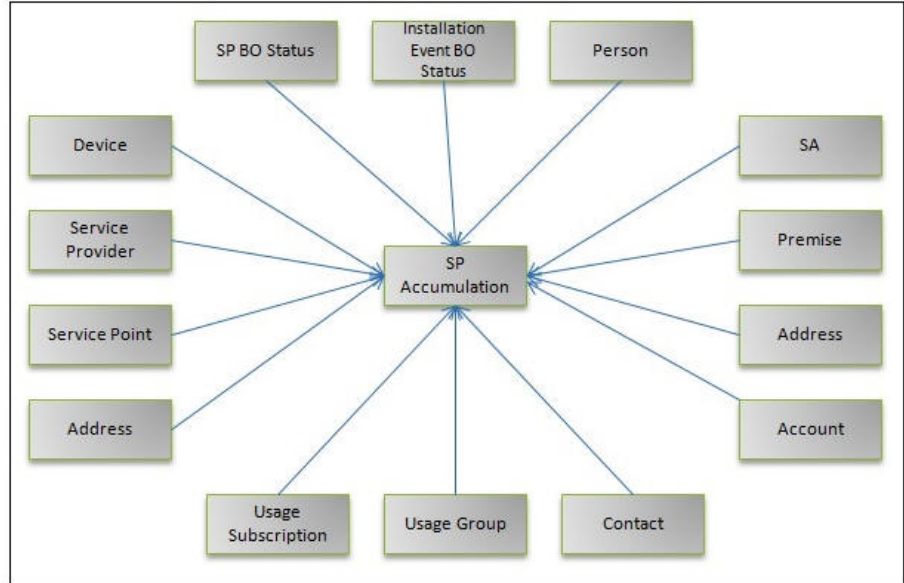 SP BO Status
Installation
Event BO
Status
Person
Device
SA
Service
Provider
Premise
SP
Accumulation
Service Point
Address
Address
Account
Usage
Subscription
Usage Group
Contact